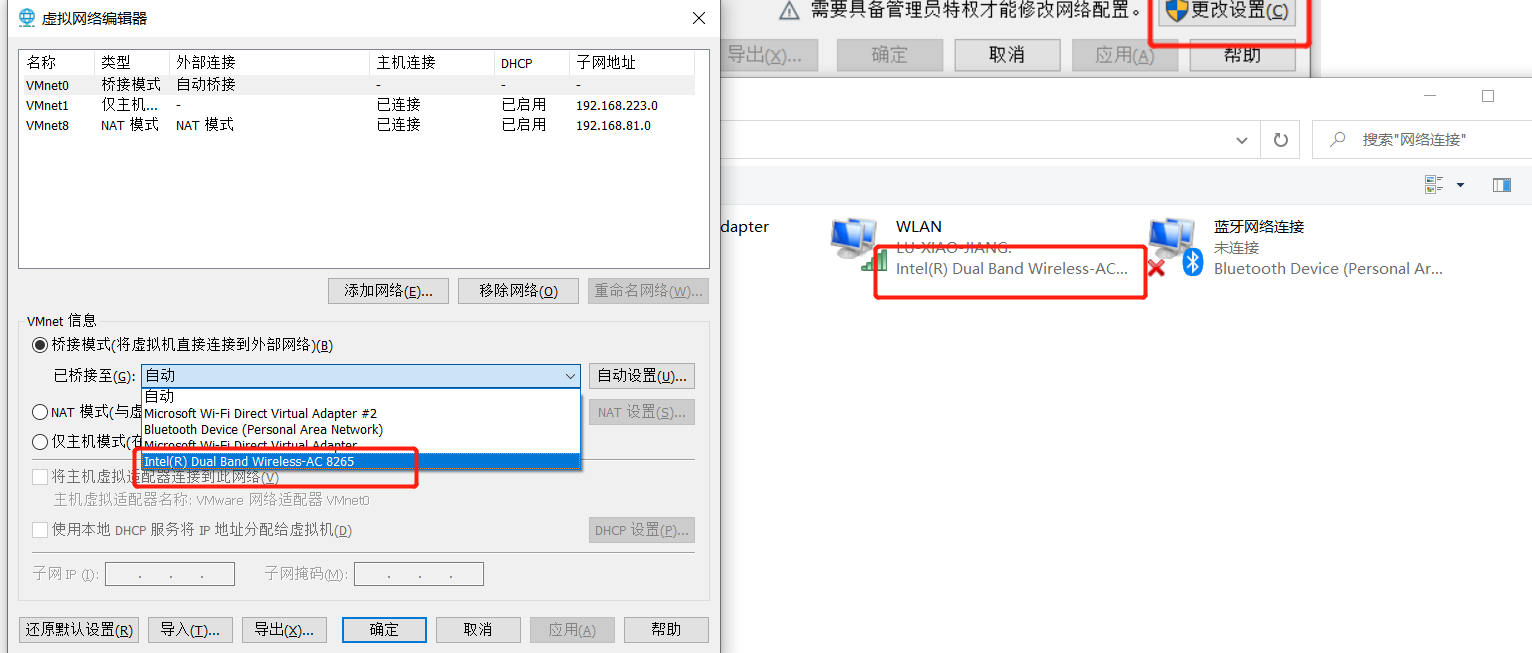 虚拟网络编辑器
名称 类型 外部连接 主机连接 DHCP 子网地址
VMnet0 桥接模式 自动桥接 - - -
VMnet1 仅主机... - 已连接 已启用 192.168.223.0
VMnet8 NAT 模式 NAT 模式 已连接 已启用 192.168.81.0
添加网络(E)... 移除网络(O) 重命名网络(W)...
VMnet 信息
桥接模式(将虚拟机直接连接到外部网络)(B)
已桥接至(G): 自动 自动设置(U)...
自动
Microsoft Wi-Fi Direct Virtual Adapter #2
NAT 模式(与虚 NAT 设置(S)...
Bluetooth Device (Personal Area Network)
仅主机模式(在
Microsoft Wi-Fi Direct Virtual Adapter
Intel(R) Dual Band Wireless-AC 8265
将主机虚拟适配器连接到此网络(V)
主机虚拟适配器名称: VMware 网络适配器 VMnet0
使用本地 DHCP 服务将 IP 地址分配给虚拟机(D) DHCP 设置(P)...
子网 IP (I): . . . 子网掩码(M): . . .
还原默认设置(R) 导入(T)... 导出(X)... 确定 取消 应用(A) 帮助
需要具备管理员特权才能修改网络配置。 更改设置(C)
导出(X)... 确定 取消 应用(A) 帮助
搜索"网络连接"
dapter
WLAN
LU-XIAO-JIANG.
Intel(R) Dual Band Wireless-AC...
蓝牙网络连接
未连接
Bluetooth Device (Personal Ar...